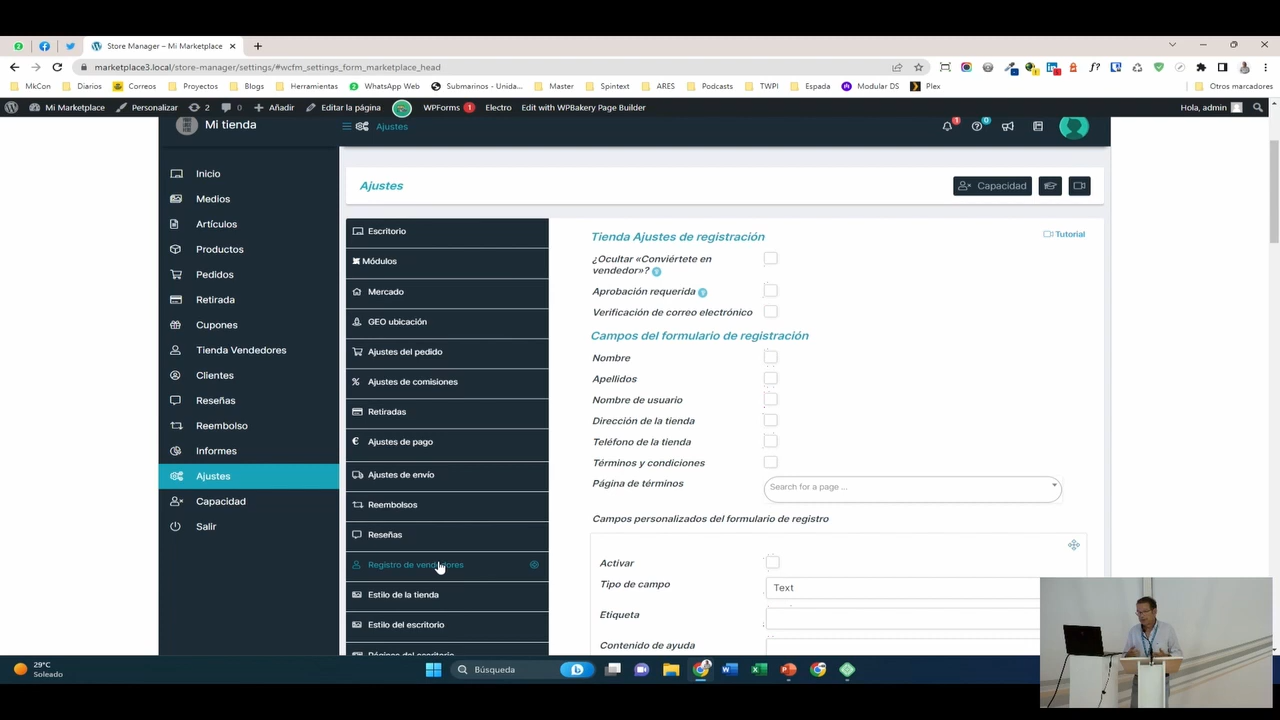 Store Manager – Mi Marketplace
marketplace3.local/store-manager/settings/#wcfm_settings_form_marketplace_head
MkCon
Diarios
Correos
Proyectos
Blogs
Herramientas
WhatsApp Web
Submarinos - Unida...
Master
Spintext
ARES
Podcasts
TWPI
Espada
Modular DS
Plex
Otros marcadores
Mi Marketplace
Personalizar
2
0
Añadir
Editar la página
WPForms 1
Electro
Edit with WPBakery Page Builder
Hola, admin
Mi tienda
Ajustes
1
0
Inicio
Medios
Artículos
Productos
Pedidos
Retirada
Cupones
Tienda Vendedores
Clientes
Reseñas
Reembolso
Informes
Ajustes
Capacidad
Salir
Ajustes
Capacidad
Escritorio
Módulos
Mercado
GEO ubicación
Ajustes del pedido
Ajustes de comisiones
Retiradas
Ajustes de pago
Ajustes de envío
Reembolsos
Reseñas
Registro de vendedores
Estilo de la tienda
Estilo del escritorio
Páginas del escritorio
Tienda Ajustes de registración
Tutorial
¿Ocultar «Conviértete en
vendedor»?
Aprobación requerida
Verificación de correo electrónico
Campos del formulario de registración
Nombre
Apellidos
Nombre de usuario
Dirección de la tienda
Teléfono de la tienda
Términos y condiciones
Página de términos
Search for a page ...
Campos personalizados del formulario de registro
Activar
Tipo de campo
Text
Etiqueta
Contenido de ayuda
29°C
Soleado
Búsqueda